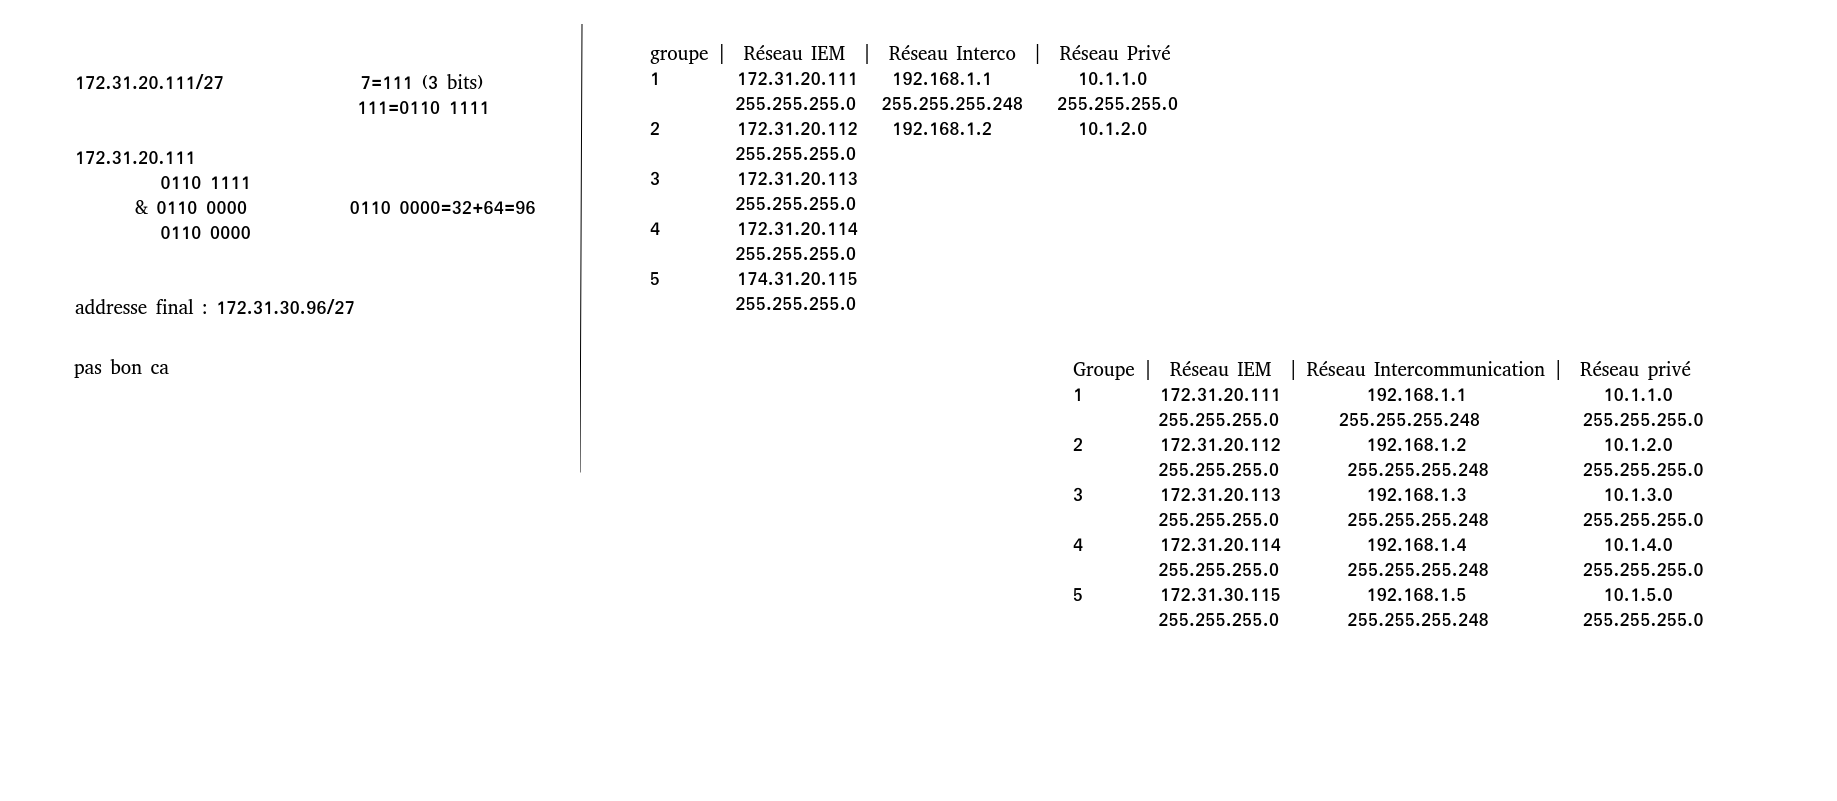 172.31.20.111/27 7=111 (3 bits)
111=0110 1111
172.31.20.111
0110 1111
& 0110 0000 0110 0000=32+64=96
0110 0000
addresse final : 172.31.30.96/27
pas bon ca
groupe | Réseau IEM | Réseau Interco | Réseau Privé
1 172.31.20.111 192.168.1.1 10.1.1.0
255.255.255.0 255.255.255.248 255.255.255.0
2 172.31.20.112 192.168.1.2 10.1.2.0
255.255.255.0
3 172.31.20.113
255.255.255.0
4 172.31.20.114
255.255.255.0
5 174.31.20.115
255.255.255.0
Groupe | Réseau IEM | Réseau Intercommunication | Réseau privé
1 172.31.20.111 192.168.1.1 10.1.1.0
255.255.255.0 255.255.255.248 255.255.255.0
2 172.31.20.112 192.168.1.2 10.1.2.0
255.255.255.0 255.255.255.248 255.255.255.0
3 172.31.20.113 192.168.1.3 10.1.3.0
255.255.255.0 255.255.255.248 255.255.255.0
4 172.31.20.114 192.168.1.4 10.1.4.0
255.255.255.0 255.255.255.248 255.255.255.0
5 172.31.30.115 192.168.1.5 10.1.5.0
255.255.255.0 255.255.255.248 255.255.255.0